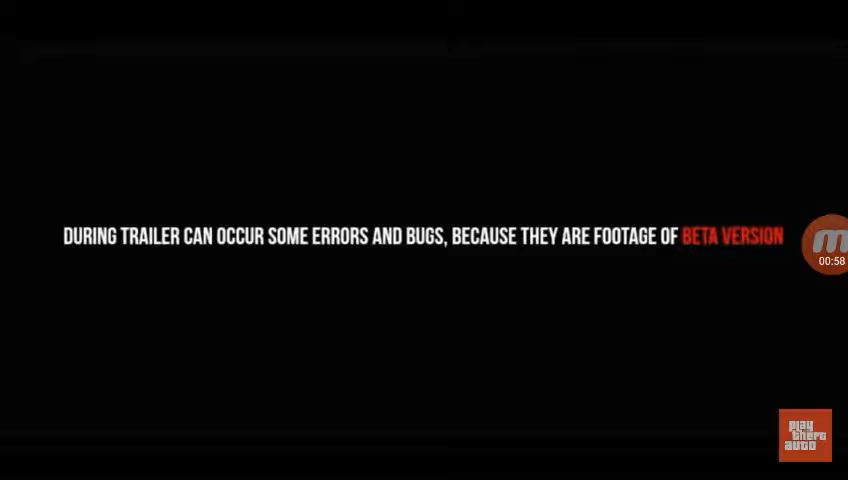 DURING TRAILER CAN OCCUR SOME ERRORS AND BUGS, BECAUSE THEY ARE FOOTAGE OF BETA VERSION
00:58
play
theft
auto